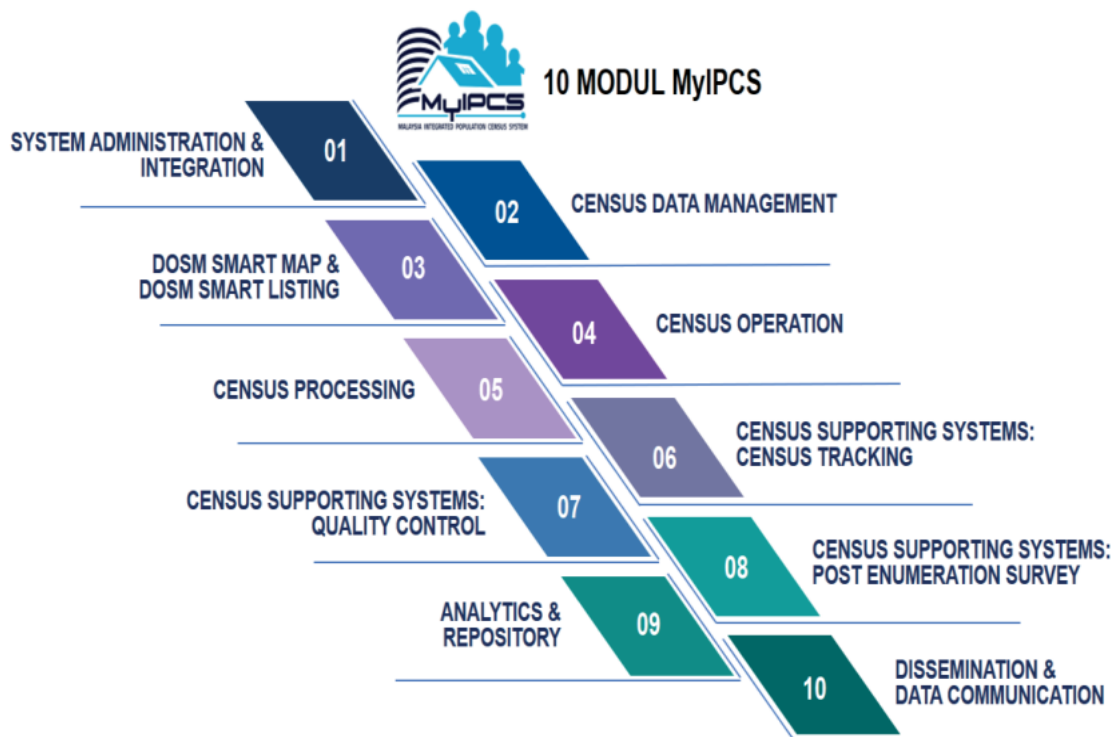 MyIPCS
MALAYSIA INTEGRATED POPULATION CENSUS SYSTEM
10 MODUL MyIPCS
01
SYSTEM ADMINISTRATION &
INTEGRATION
02
CENSUS DATA MANAGEMENT
03
DOSM SMART MAP &
DOSM SMART LISTING
04
CENSUS OPERATION
05
CENSUS PROCESSING
06
CENSUS SUPPORTING SYSTEMS:
CENSUS TRACKING
07
CENSUS SUPPORTING SYSTEMS:
QUALITY CONTROL
08
CENSUS SUPPORTING SYSTEMS:
POST ENUMERATION SURVEY
09
ANALYTICS &
REPOSITORY
10
DISSEMINATION &
DATA COMMUNICATION